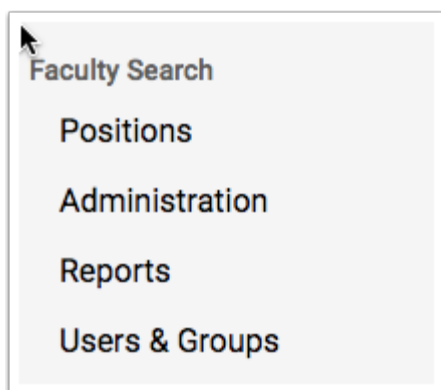 Faculty Search
Positions
Administration
Reports
Users & Groups